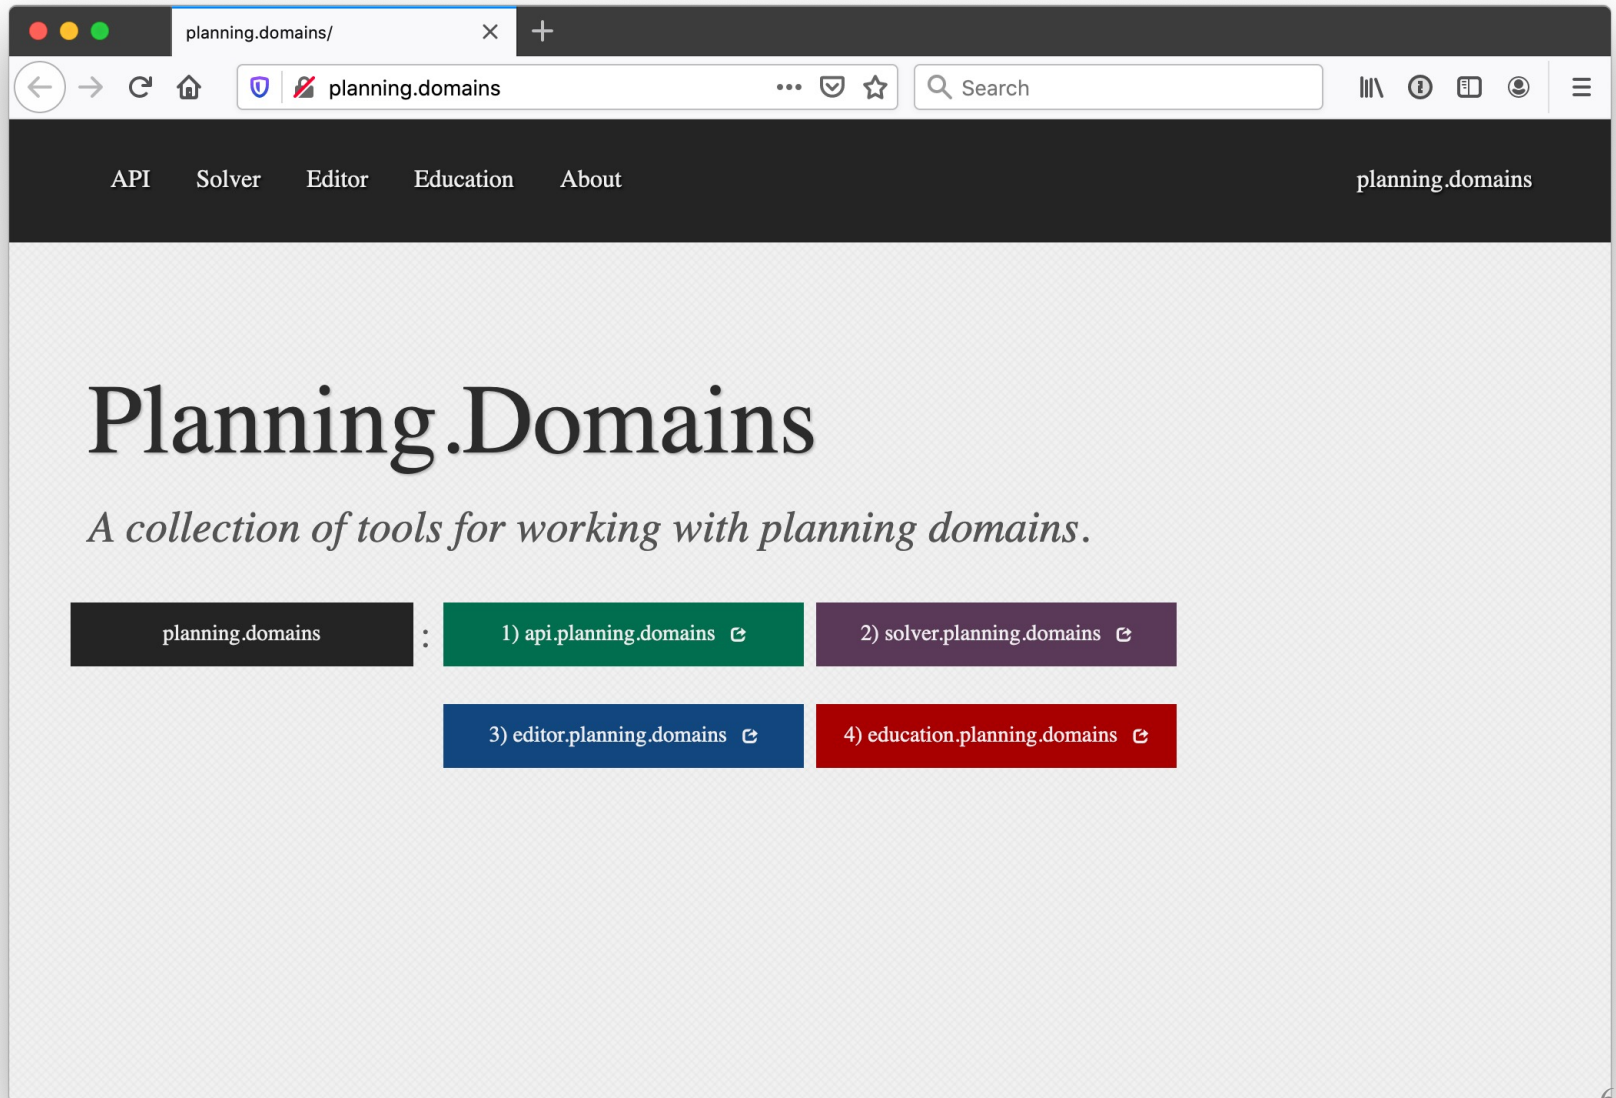 planning.domains/
planning.domains
Search
API Solver Editor Education About planning.domains
Planning.Domains
A collection of tools for working with planning domains.
planning.domains : 1) api.planning.domains 2) solver.planning.domains
3) editor.planning.domains 4) education.planning.domains